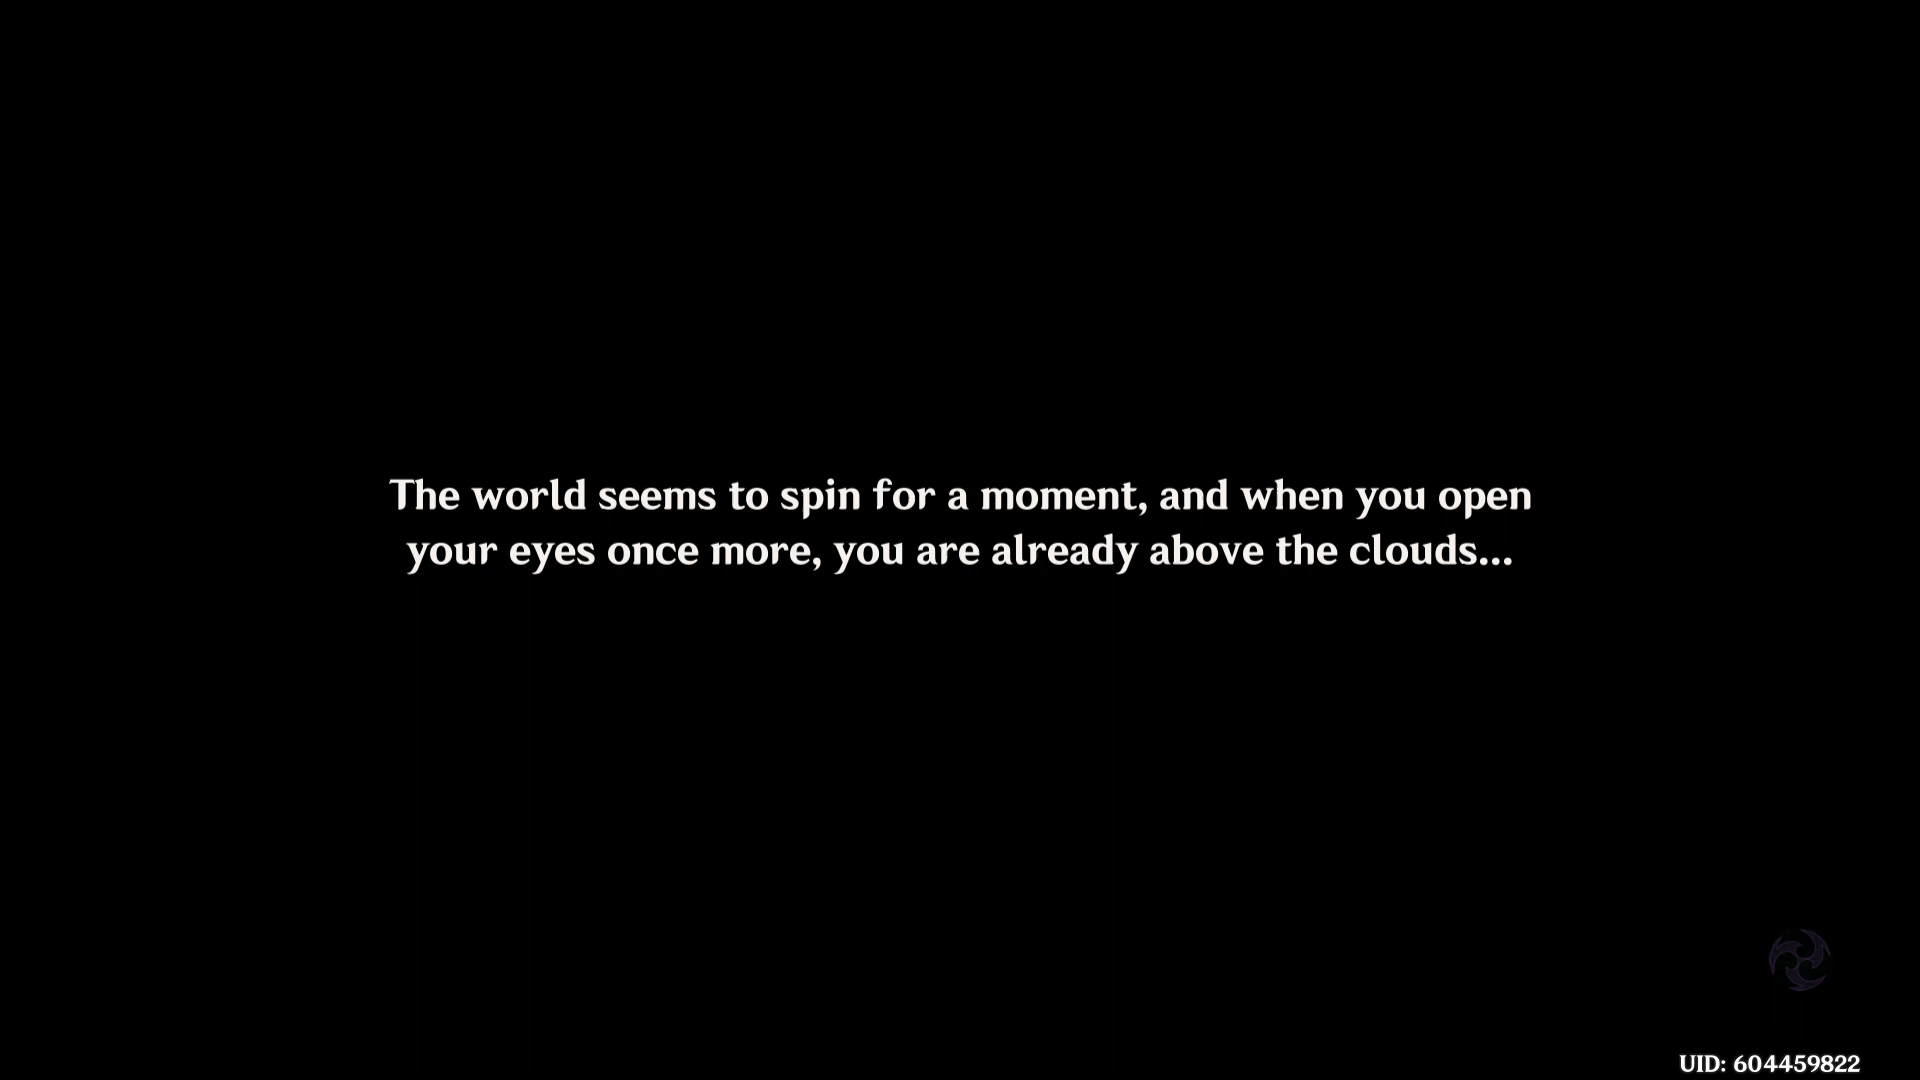 The world seems to spin for a moment, and when you open
your eyes once more, you are already above the clouds...
UID: 604459822